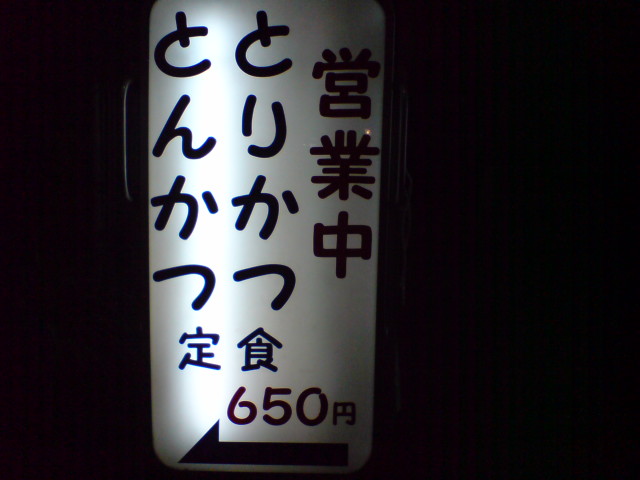 営業中
とりかつ
とんかつ
定食
650円